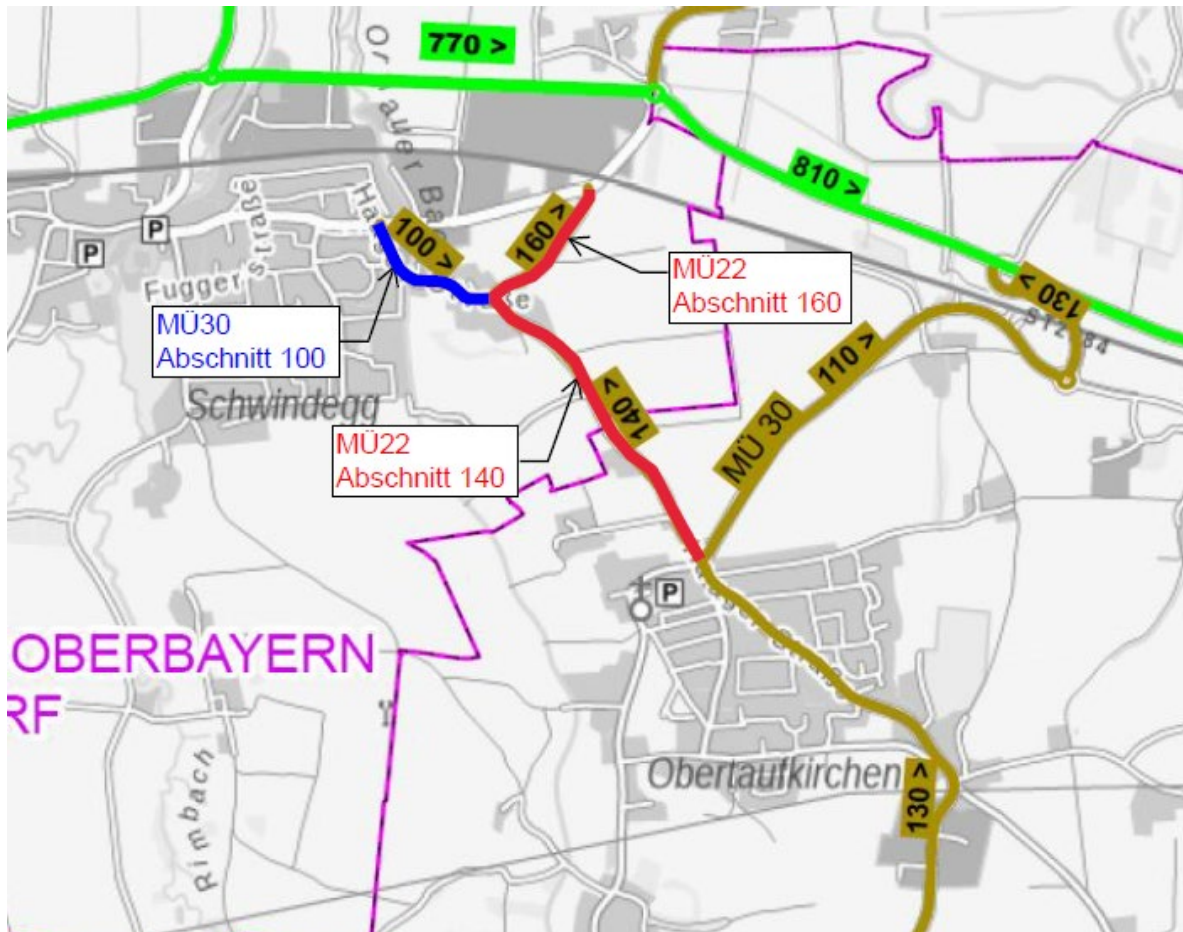 770 >
810 >
130 >
100 >
160 >
P
P
Fugger straße
MÜ22
Abschnitt 160
MÜ30
Abschnitt 100
110 >
Schwindegg
140 >
MÜ 30
MÜ22
Abschnitt 140
P
OBERBAYERN
RF
Obertaufkirchen
130 >
Rimbach